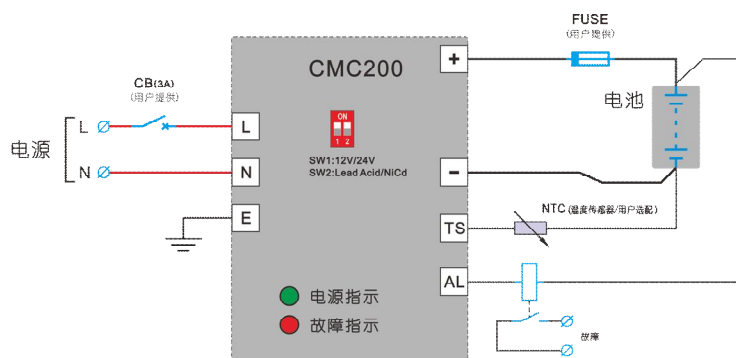 FUSE
(用户提供)
CMC200
+
CB(3A)
(用户提供)
电池
ON
电源
L
L
1 2
SW1:12V/24V
SW2:Lead Acid/NiCd
N
N
-
NTC (温度传感器/用户选配)
E
TS
AL
电源指示
故障指示
故障